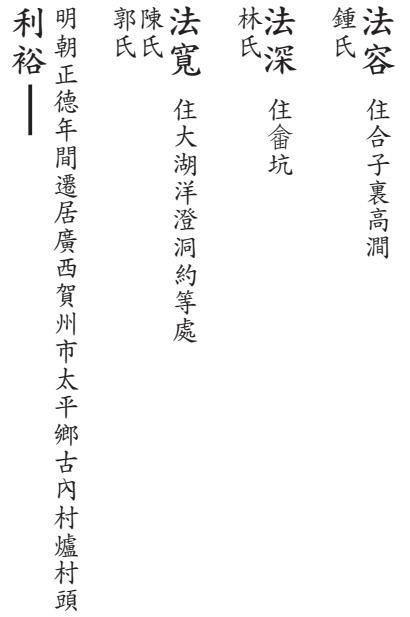 法容 住合子裏高澗
鍾氏
法深 住畲坑
林氏
法寬 住大湖洋澄洞約等處
陳氏
郭氏
明朝正德年間遷居廣西賀州市太平鄉古內村爐村頭
利裕